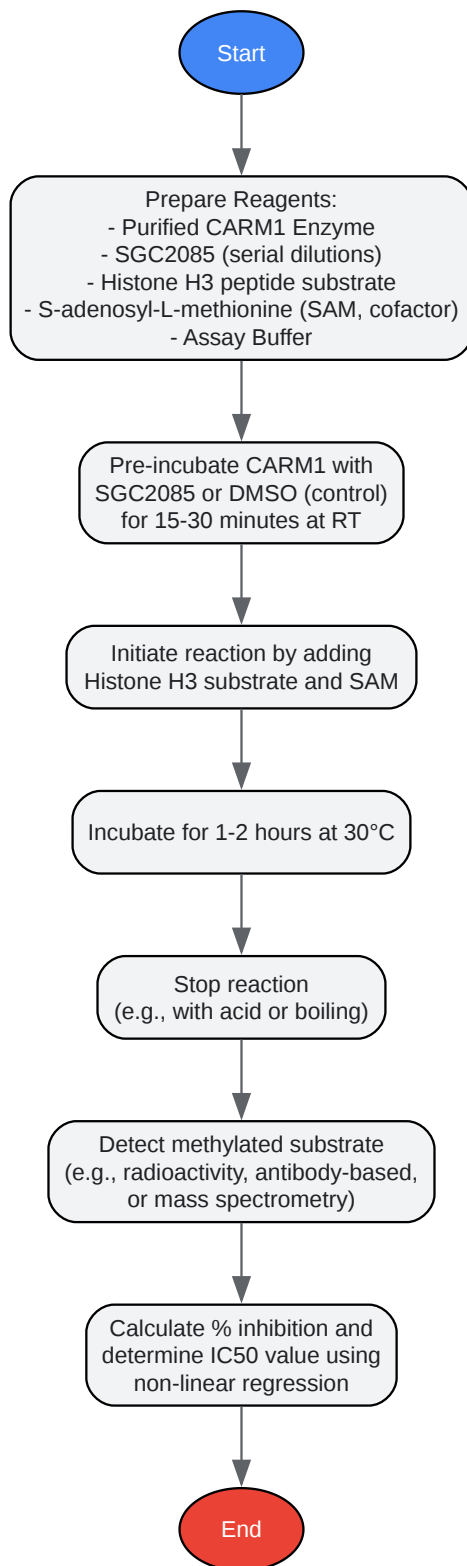 Start
Prepare Reagents:
- Purified CARM1 Enzyme
- SGC2085 (serial dilutions)
- Histone H3 peptide substrate
- S-adenosyl-L-methionine (SAM, cofactor)
- Assay Buffer
Pre-incubate CARM1 with
SGC2085 or DMSO (control)
for 15-30 minutes at RT
Initiate reaction by adding
Histone H3 substrate and SAM
Incubate for 1-2 hours at 30°C
Stop reaction
(e.g., with acid or boiling)
Detect methylated substrate
(e.g., radioactivity, antibody-based,
or mass spectrometry)
Calculate % inhibition and
determine IC50 value using
non-linear regression
End